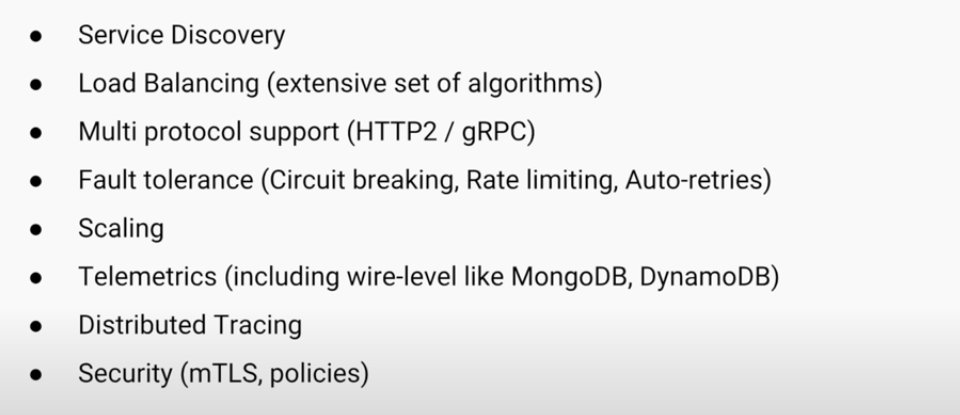 ● Service Discovery
● Load Balancing (extensive set of algorithms)
● Multi protocol support (HTTP2 / gRPC)
● Fault tolerance (Circuit breaking, Rate limiting, Auto-retries)
● Scaling
● Telemetrics (including wire-level like MongoDB, DynamoDB)
● Distributed Tracing
● Security (mTLS, policies)